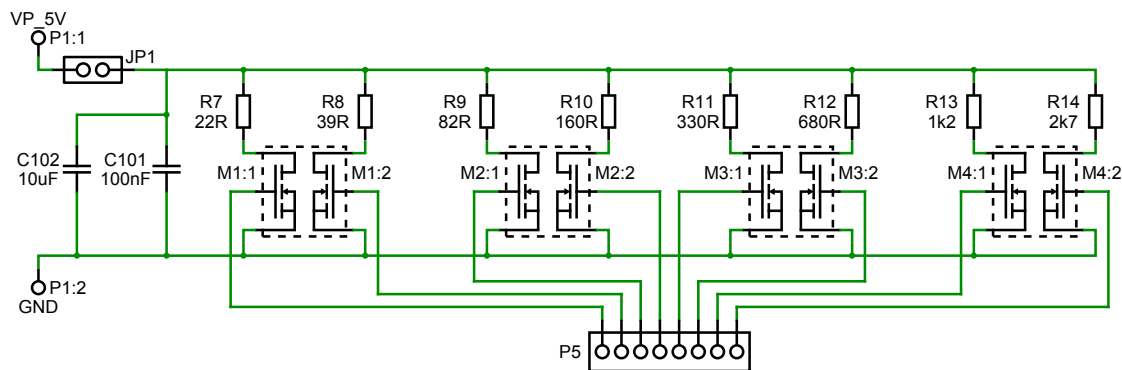 VP_5V
P1:1
JP1
R7
22R
R8
39R
R9
82R
R10
160R
R11
330R
R12
680R
R13
1k2
R14
2k7
C102
10uF
C101
100nF
M1:1
M1:2
M2:1
M2:2
M3:1
M3:2
M4:1
M4:2
P1:2
GND
P5